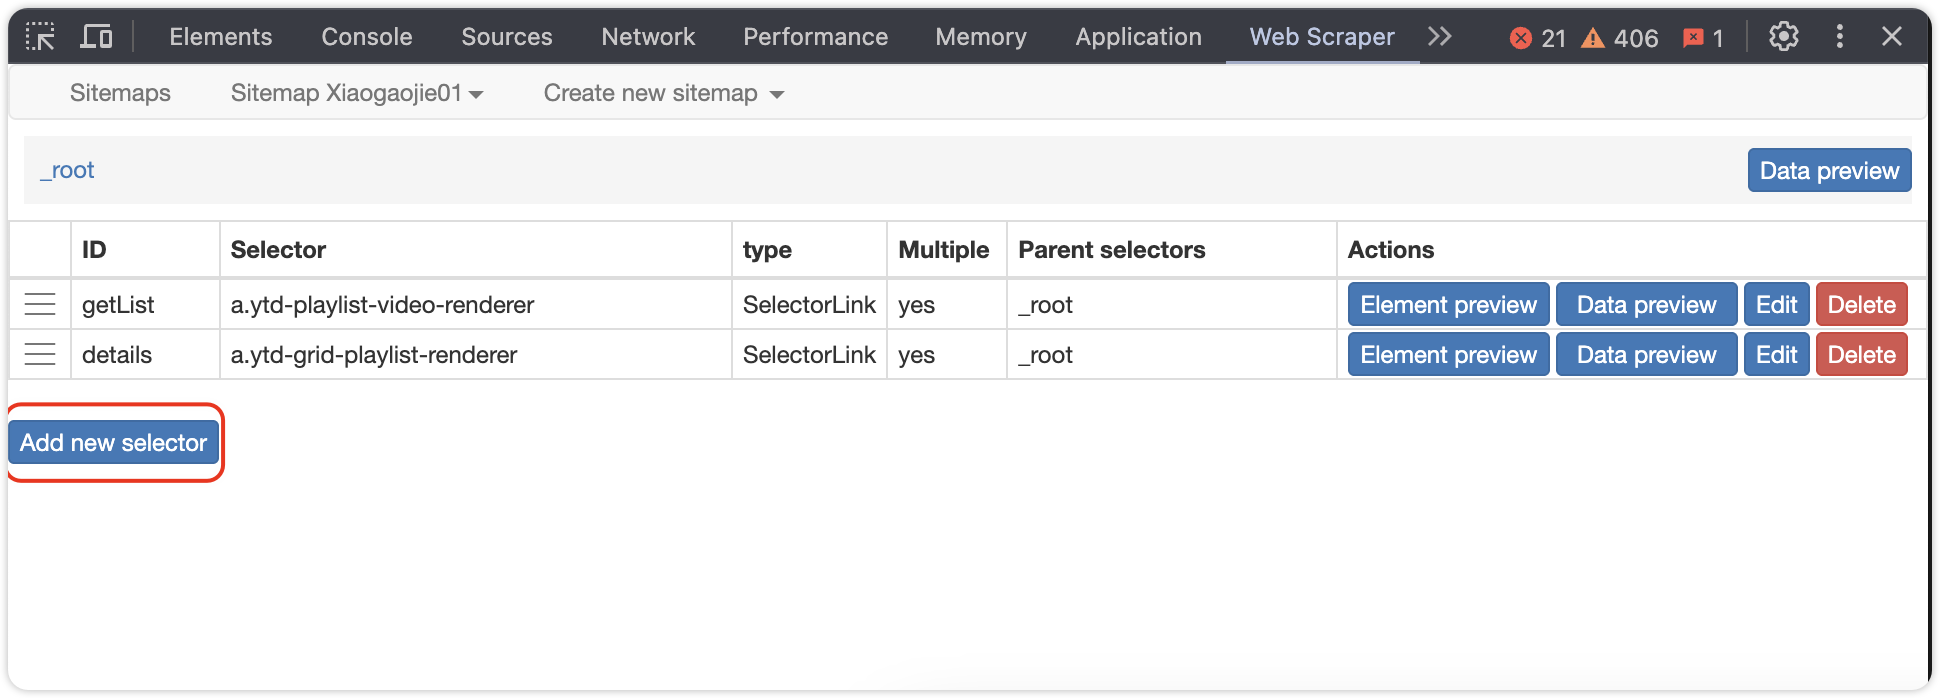 Elements Console Sources Network Performance Memory Application Web Scraper 21 406 1
Sitemaps Sitemap Xiaogaojie01 Create new sitemap
_root Data preview
ID Selector type Multiple Parent selectors Actions
getList a.ytd-playlist-video-renderer SelectorLink yes _root Element preview Data preview Edit Delete
details a.ytd-grid-playlist-renderer SelectorLink yes _root Element preview Data preview Edit Delete
Add new selector